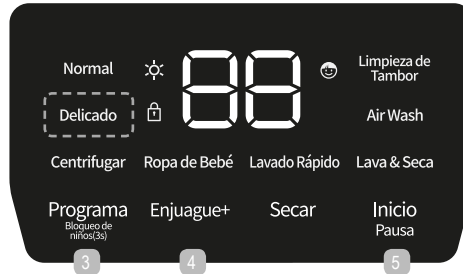 Normal
88
Limpieza de
Tambor
Delicado
Air Wash
Centrifugar
Ropa de Bebé
Lavado Rápido
Lava & Seca
Programa
Bloqueo de
niños(3s)
Enjuague+
Secar
Inicio
Pausa
3
4
5